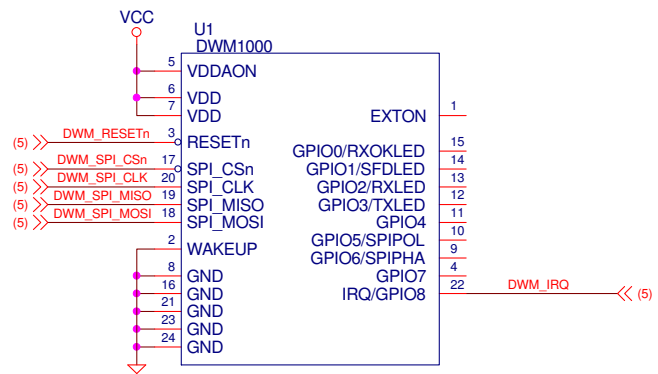 VCC
U1
DWM1000
5 VDDAON
6 VDD
7 VDD
EXTON 1
(5) DWM_RESETn 3 RESETn
GPIO0/RXOKLED 15
(5) DWM_SPI_CSn 17 SPI_CSn
GPIO1/SFDLED 14
(5) DWM_SPI_CLK 20 SPI_CLK
GPIO2/RXLED 13
(5) DWM_SPI_MISO 19 SPI_MISO
GPIO3/TXLED 12
(5) DWM_SPI_MOSI 18 SPI_MOSI
GPIO4 11
GPIO5/SPIPOL 10
2 WAKEUP
GPIO6/SPIPHA 9
8 GND
GPIO7 4
16 GND
IRQ/GPIO8 22 DWM_IRQ (5)
21 GND
23 GND
24 GND